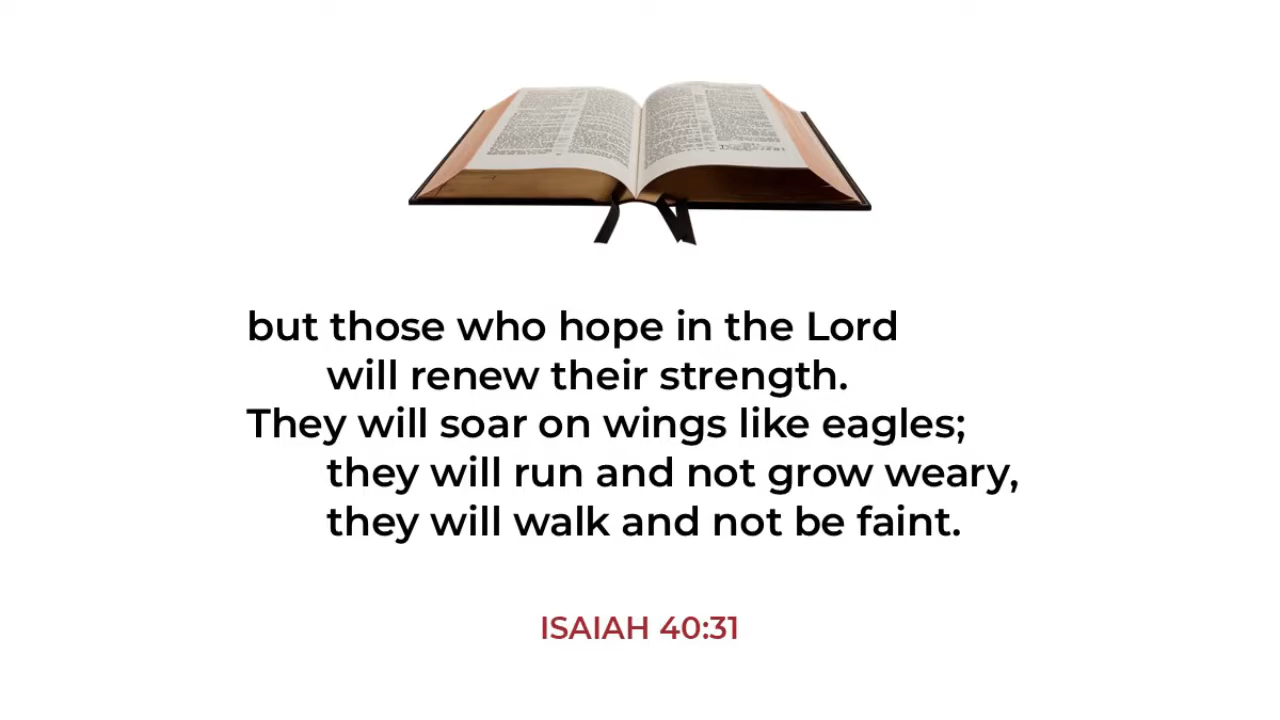 but those who hope in the Lord
will renew their strength.
They will soar on wings like eagles;
they will run and not grow weary,
they will walk and not be faint.
ISAIAH 40:31